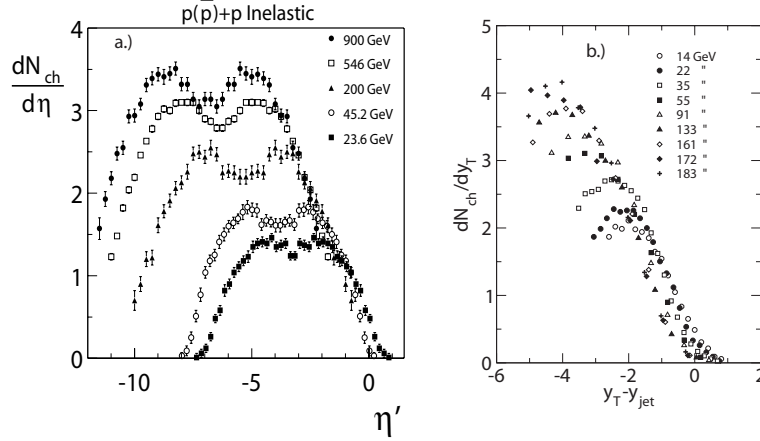 p(p̅)+p Inelastic
a.)
900 GeV
546 GeV
200 GeV
45.2 GeV
23.6 GeV
dN_ch
dη
4
3
2
1
0
-10
-5
0
η'
b.)
14 GeV
22 "
35 "
55 "
91 "
133 "
161 "
172 "
183 "
dN_ch/dy_T
5
4
3
2
1
0
-6
-4
-2
0
2
y_T-y_jet